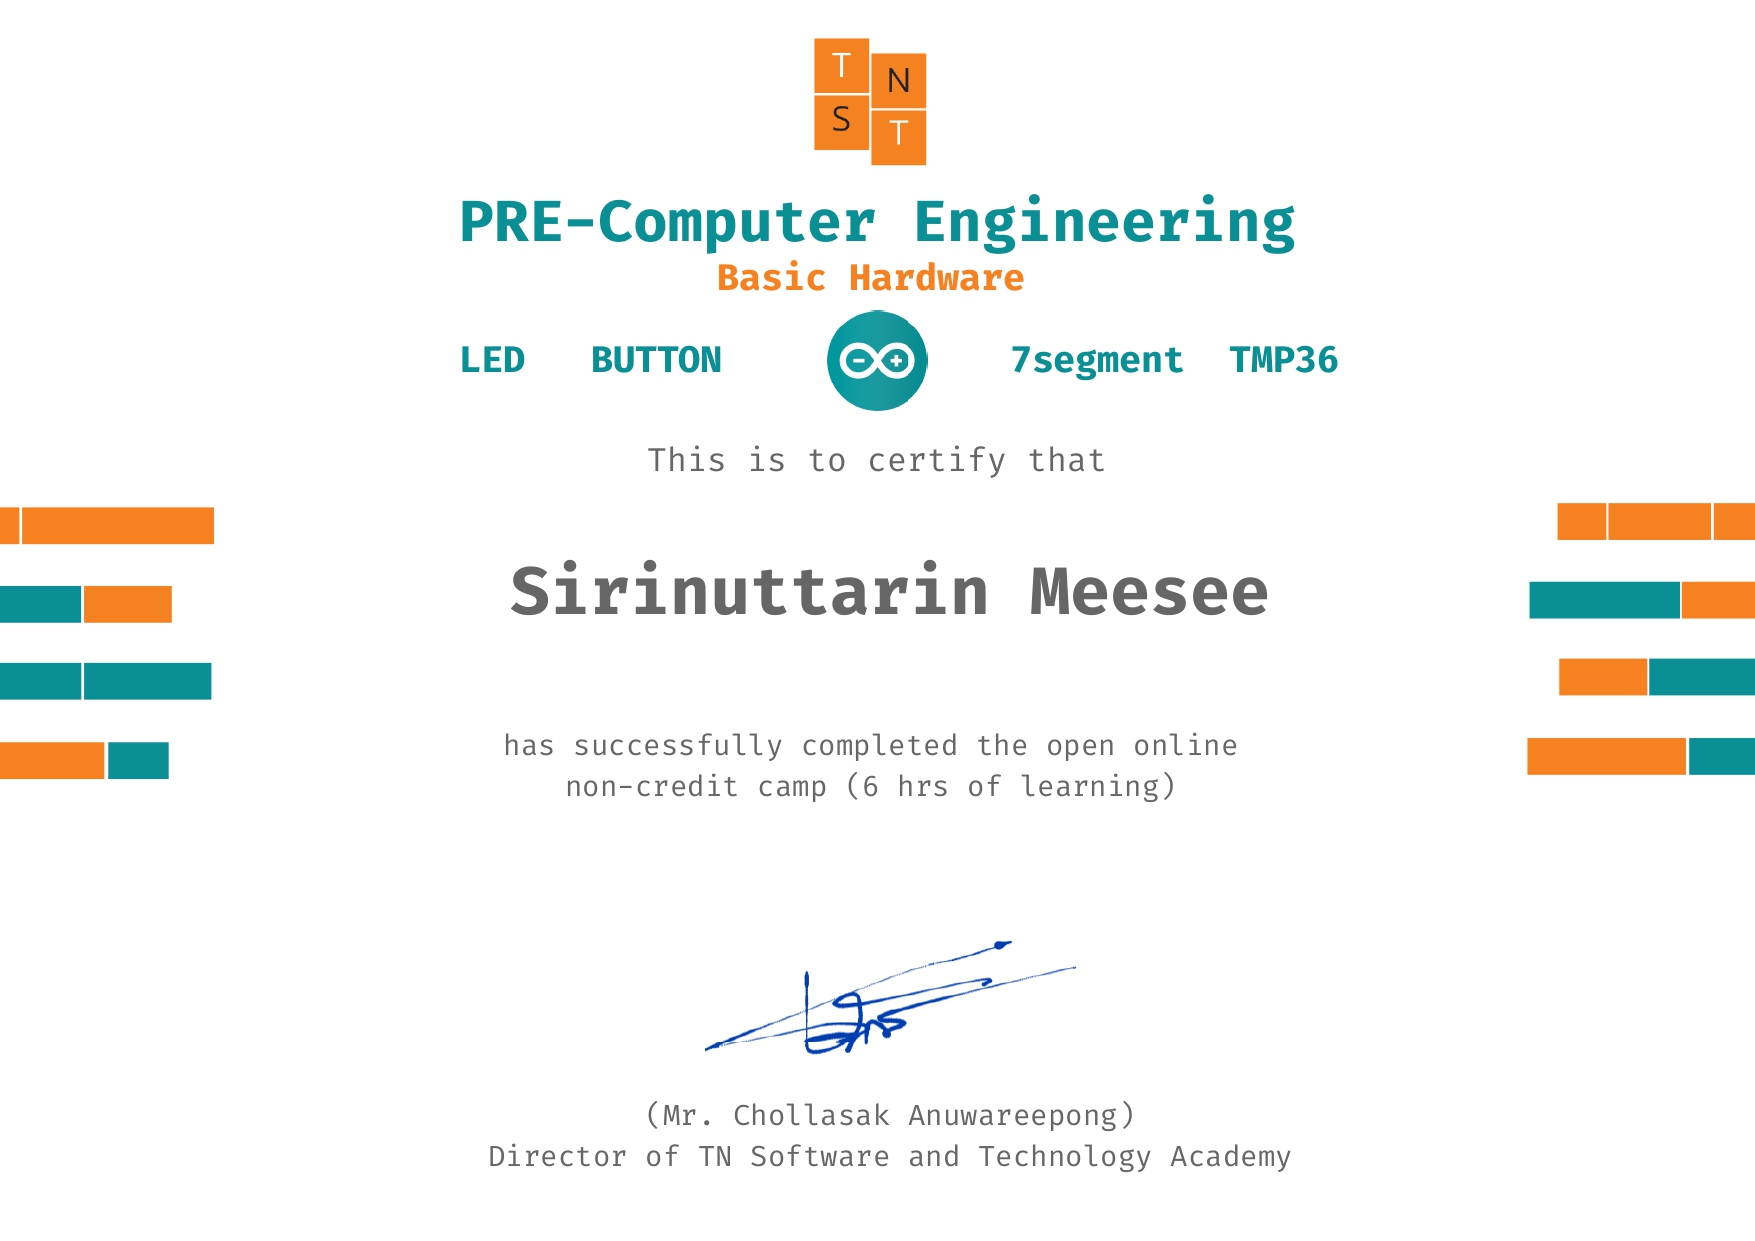 T N
S T
PRE-Computer Engineering
Basic Hardware
LED BUTTON 7segment TMP36
This is to certify that
Sirinuttarin Meesee
has successfully completed the open online
non-credit camp (6 hrs of learning)
(Mr. Chollasak Anuwareepong)
Director of TN Software and Technology Academy